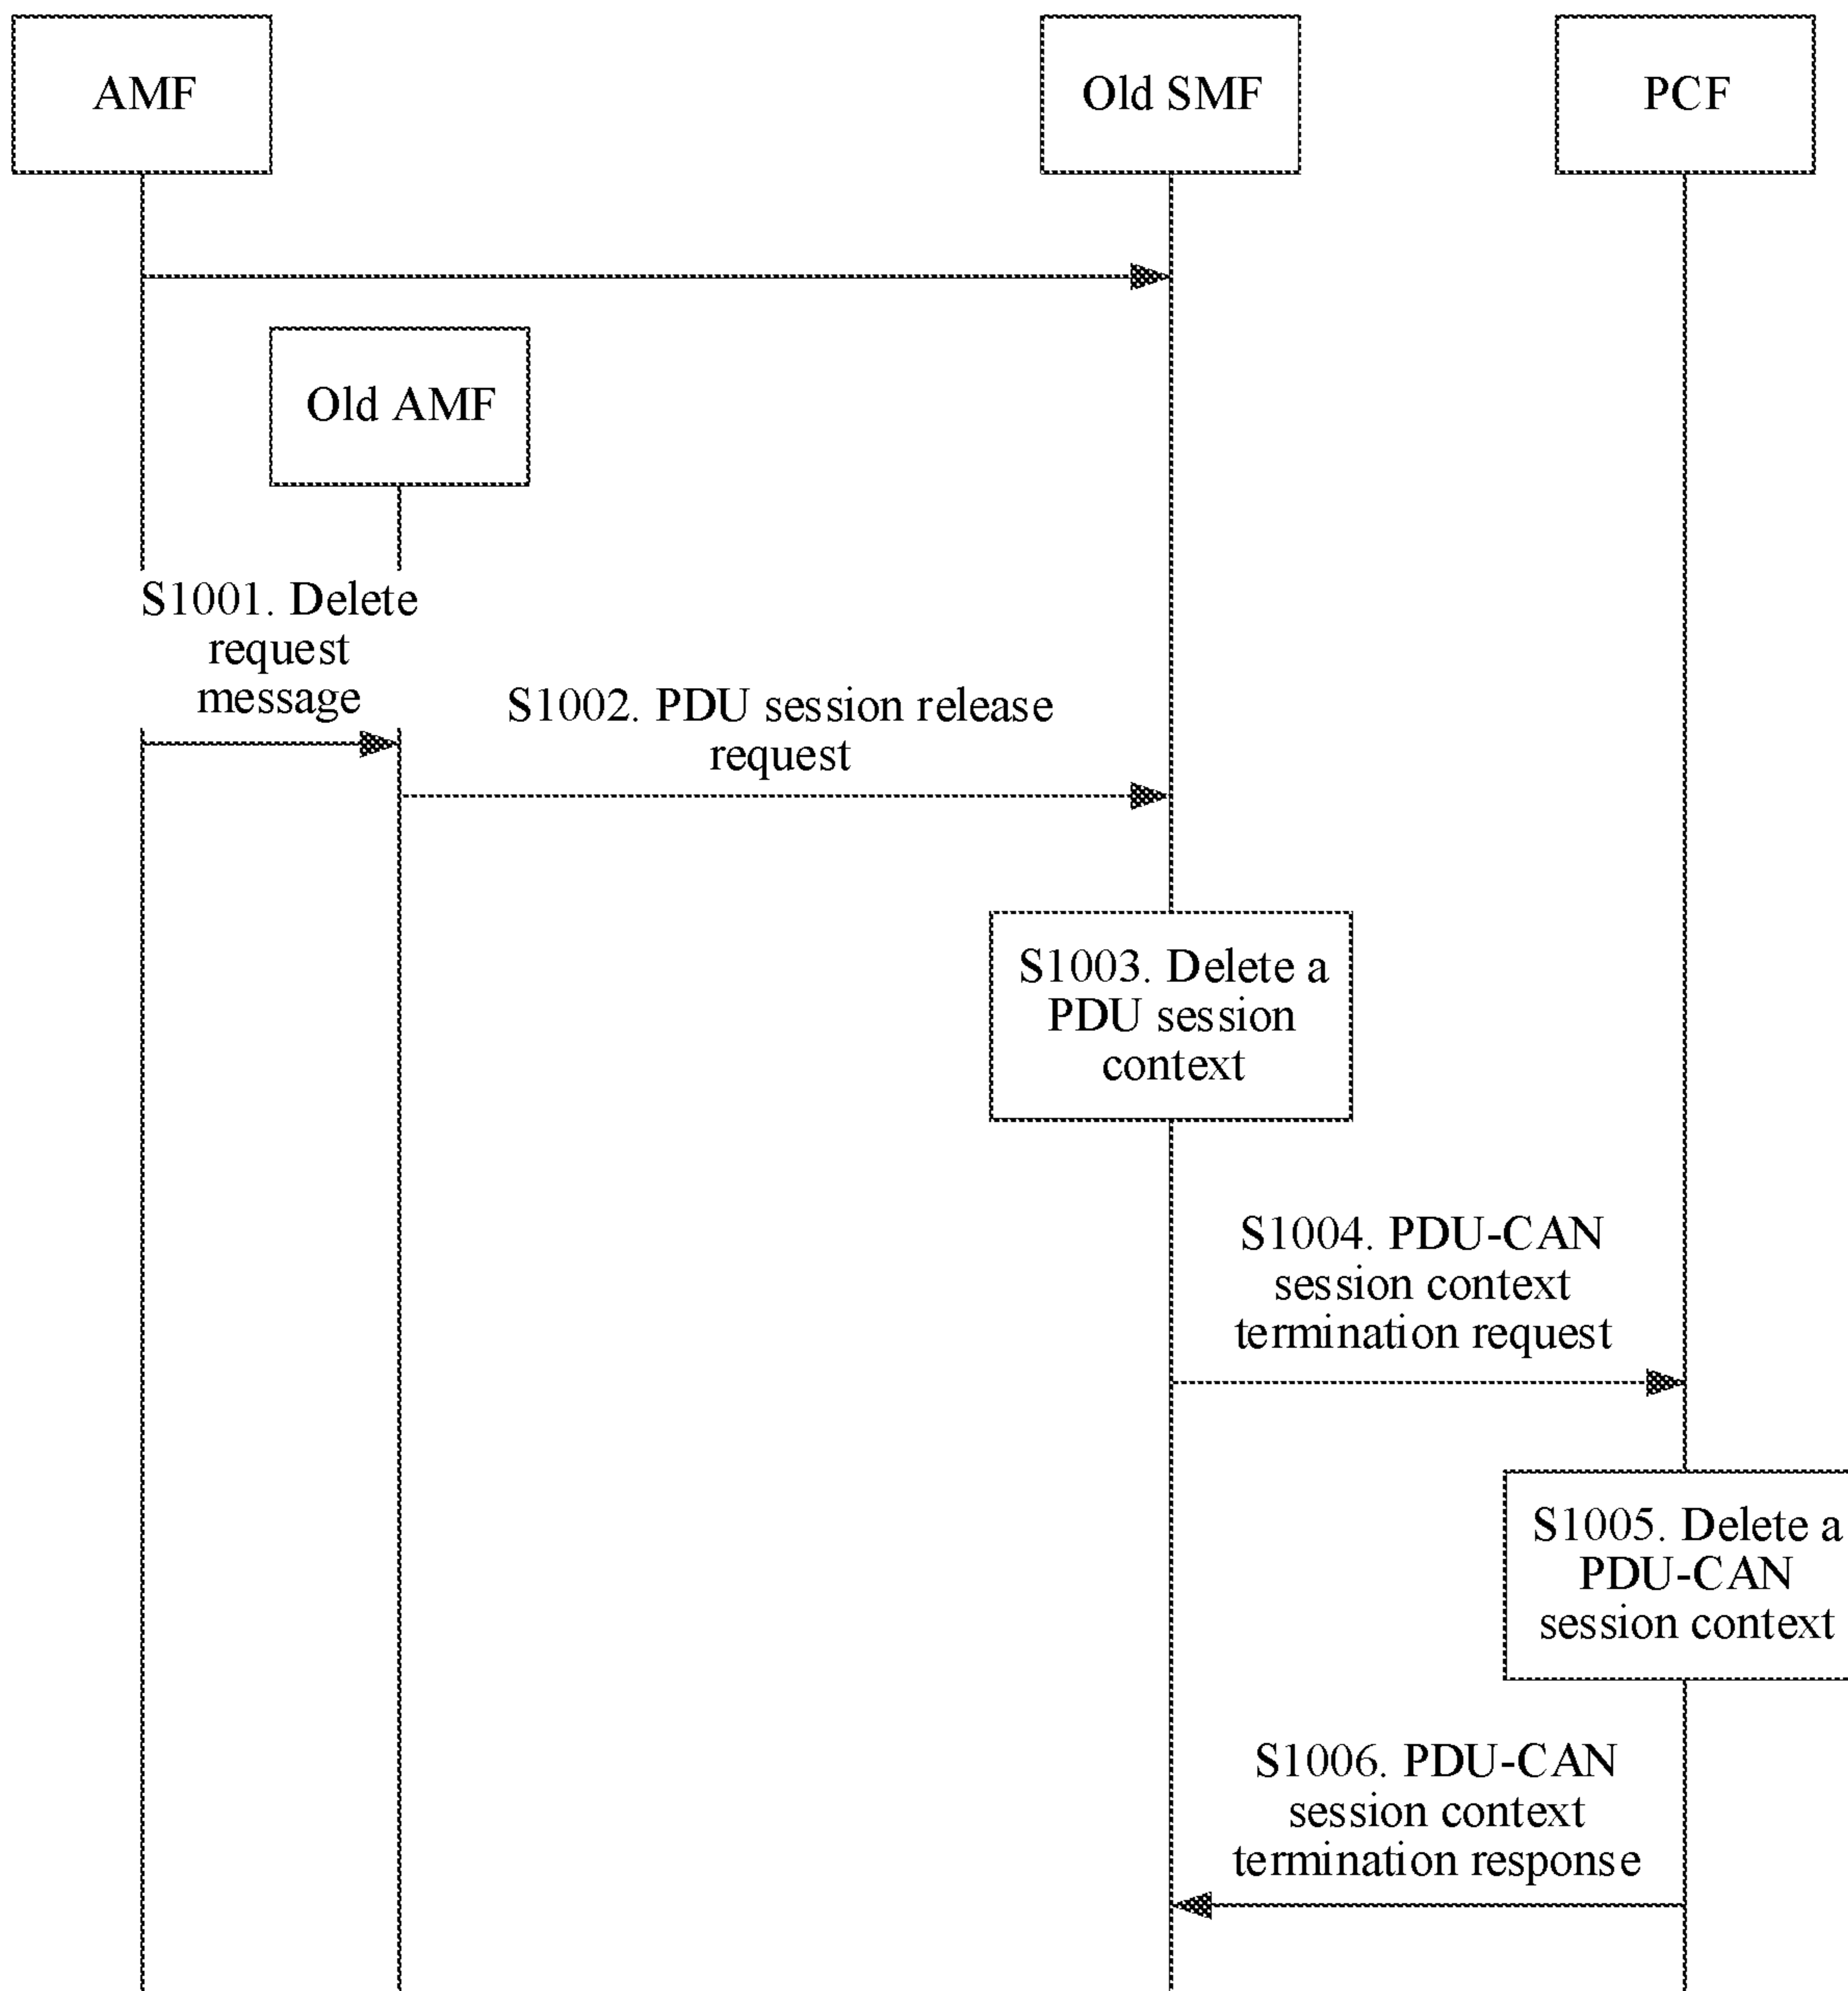 AMF
Old SMF
PCF
Old AMF
S1001. Delete
request
message
S1002. PDU session release
request
S1003. Delete a
PDU session
context
S1004. PDU-CAN
session context
termination request
S1005. Delete a
PDU-CAN
session context
S1006. PDU-CAN
session context
termination response